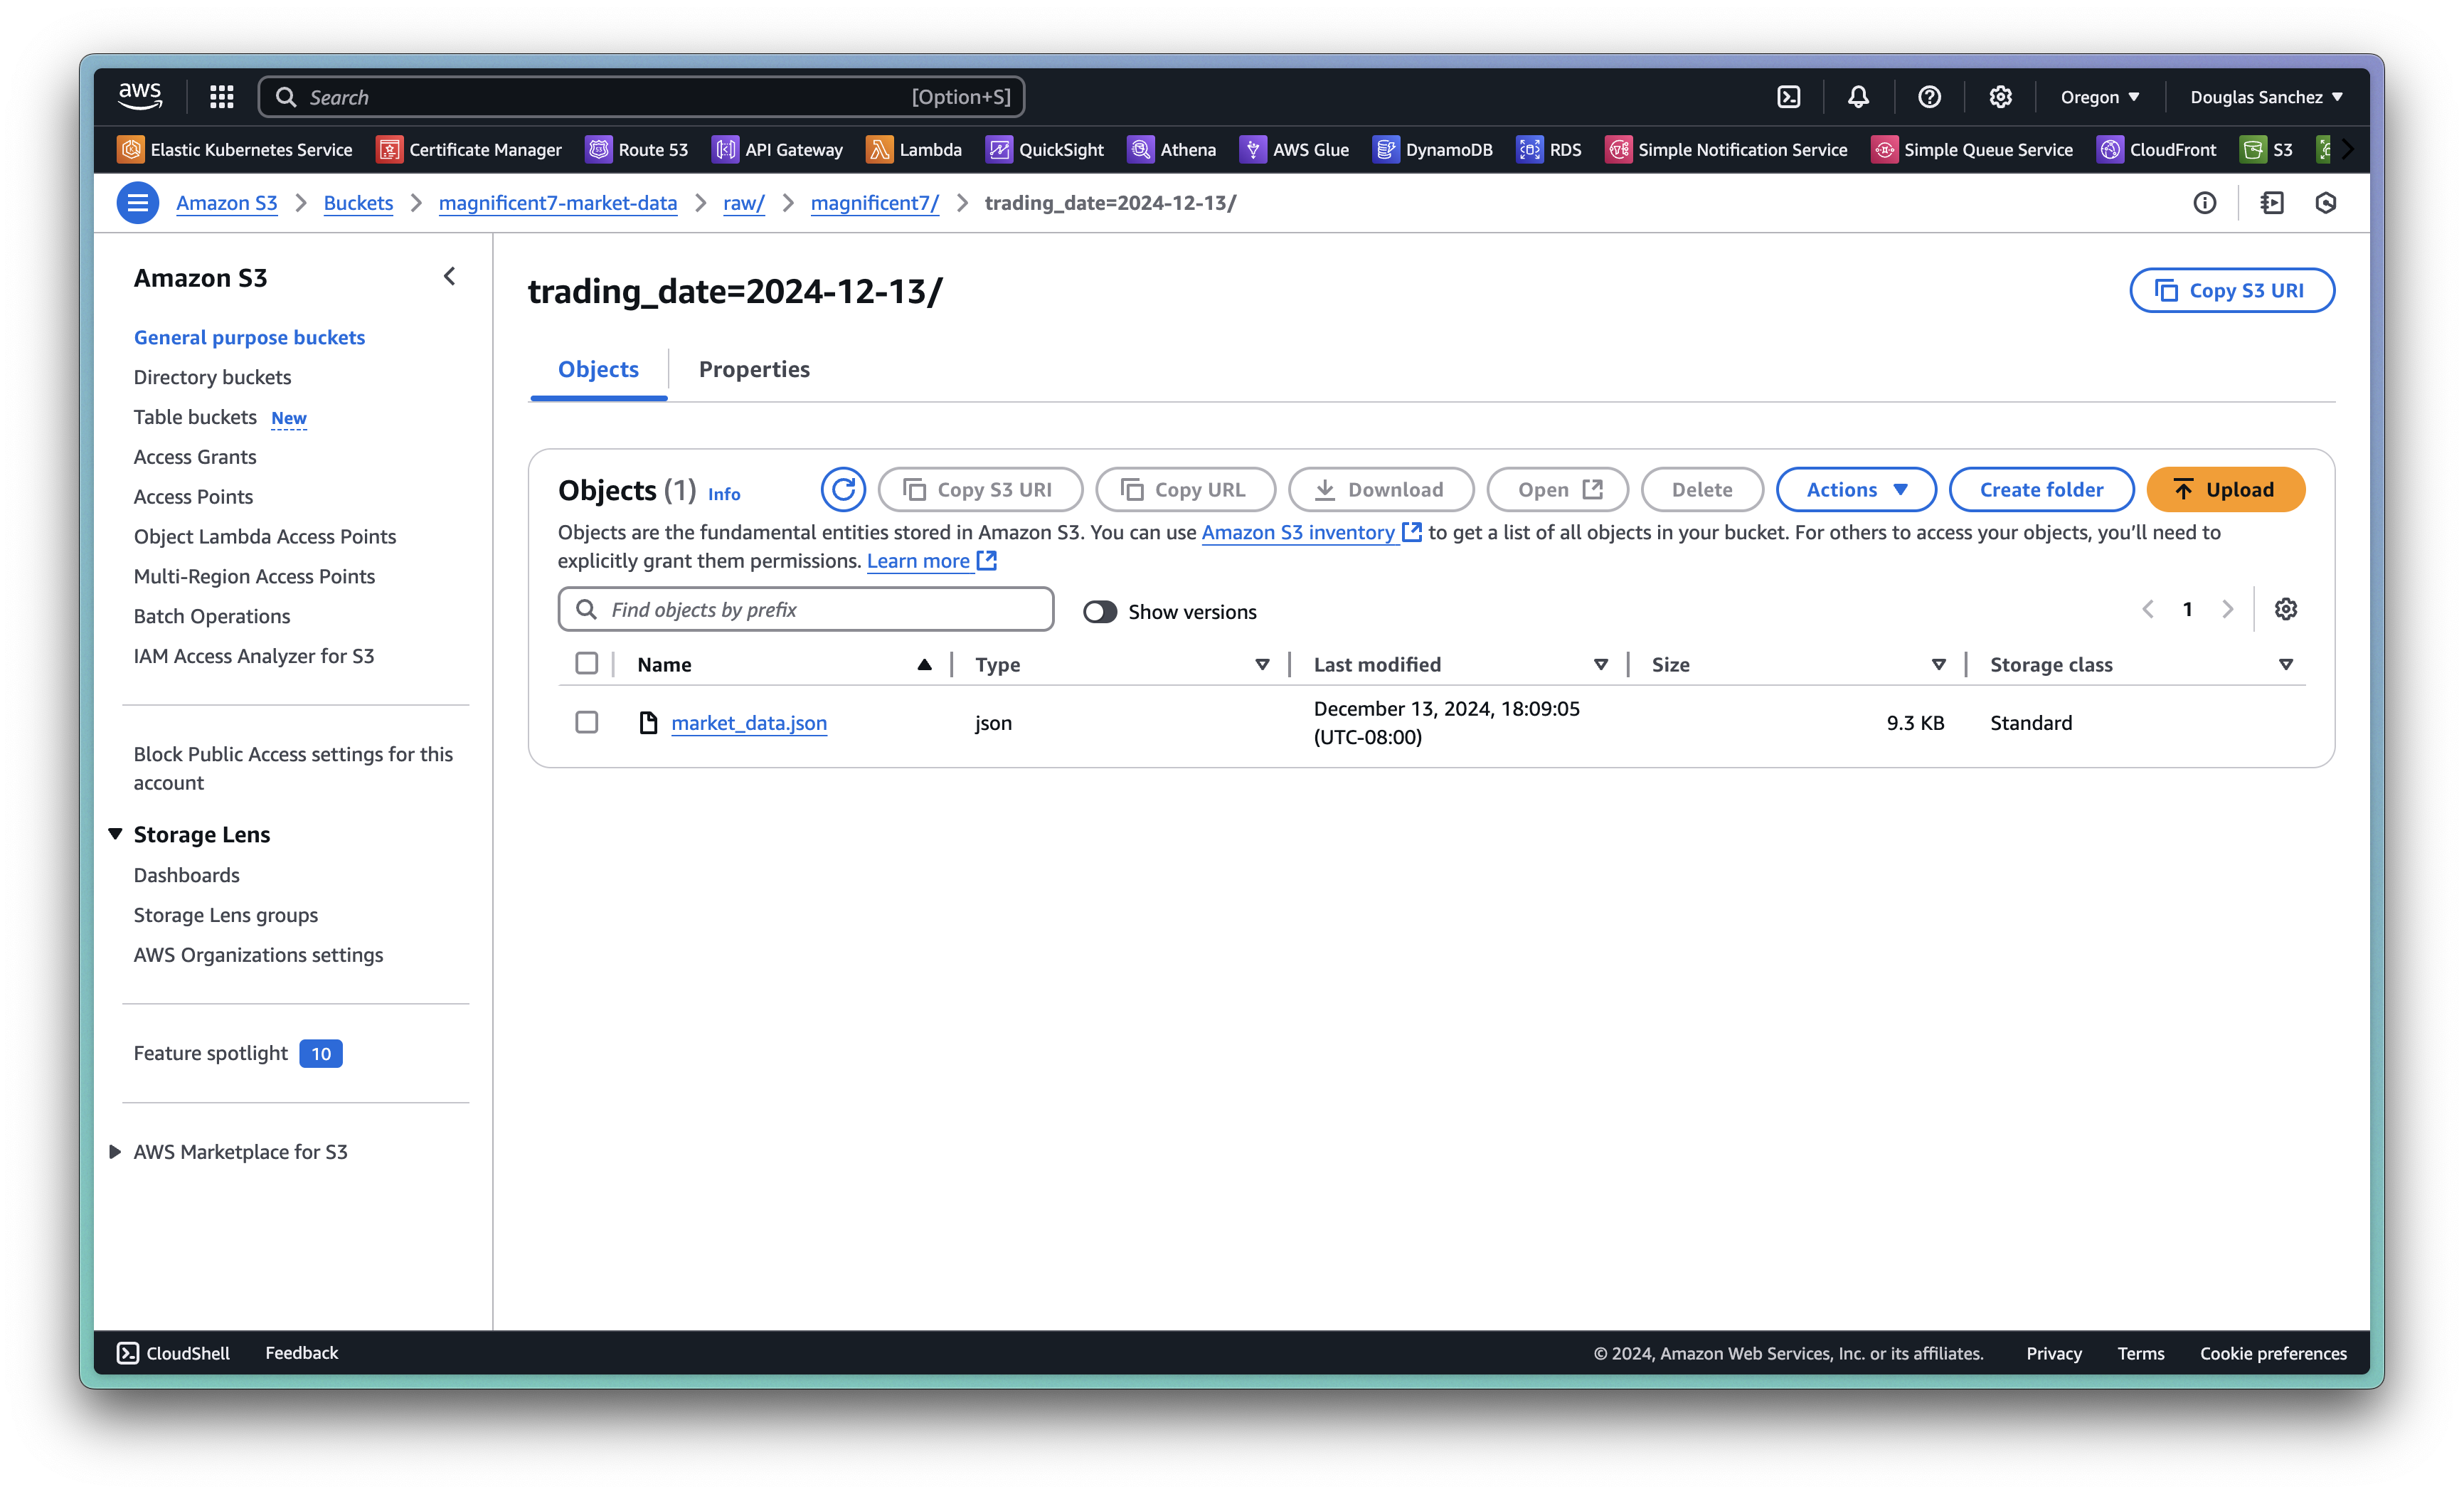 aws
Search [Option+S]
Oregon
Douglas Sanchez
Elastic Kubernetes Service Certificate Manager Route 53 API Gateway Lambda QuickSight Athena AWS Glue DynamoDB RDS Simple Notification Service Simple Queue Service CloudFront S3
Amazon S3 Buckets magnificent7-market-data raw/ magnificent7/ trading_date=2024-12-13/
Amazon S3
General purpose buckets
Directory buckets
Table buckets New
Access Grants
Access Points
Object Lambda Access Points
Multi-Region Access Points
Batch Operations
IAM Access Analyzer for S3
Block Public Access settings for this
account
Storage Lens
Dashboards
Storage Lens groups
AWS Organizations settings
Feature spotlight 10
AWS Marketplace for S3
trading_date=2024-12-13/
Copy S3 URI
Objects Properties
Objects (1) Info
Copy S3 URI Copy URL Download Open Delete Actions Create folder Upload
Objects are the fundamental entities stored in Amazon S3. You can use Amazon S3 inventory to get a list of all objects in your bucket. For others to access your objects, you’ll need to
explicitly grant them permissions. Learn more
Find objects by prefix
Show versions
1
Name Type Last modified Size Storage class
market_data.json json December 13, 2024, 18:09:05 9.3 KB Standard
(UTC-08:00)
CloudShell Feedback
© 2024, Amazon Web Services, Inc. or its affiliates. Privacy Terms Cookie preferences